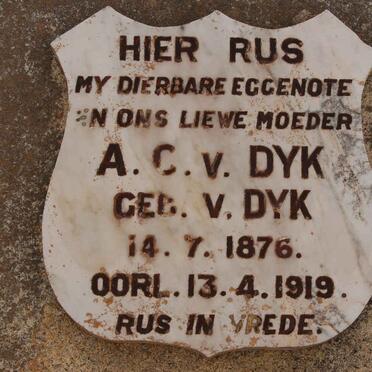 HIER RUS
MY DIERBARE EGGENOTE
EN ONS LIEWE MOEDER
A. C. v. DYK
GEB. v. DYK
14. 7. 1876.
OORL. 13. 4. 1919.
RUS IN VREDE.